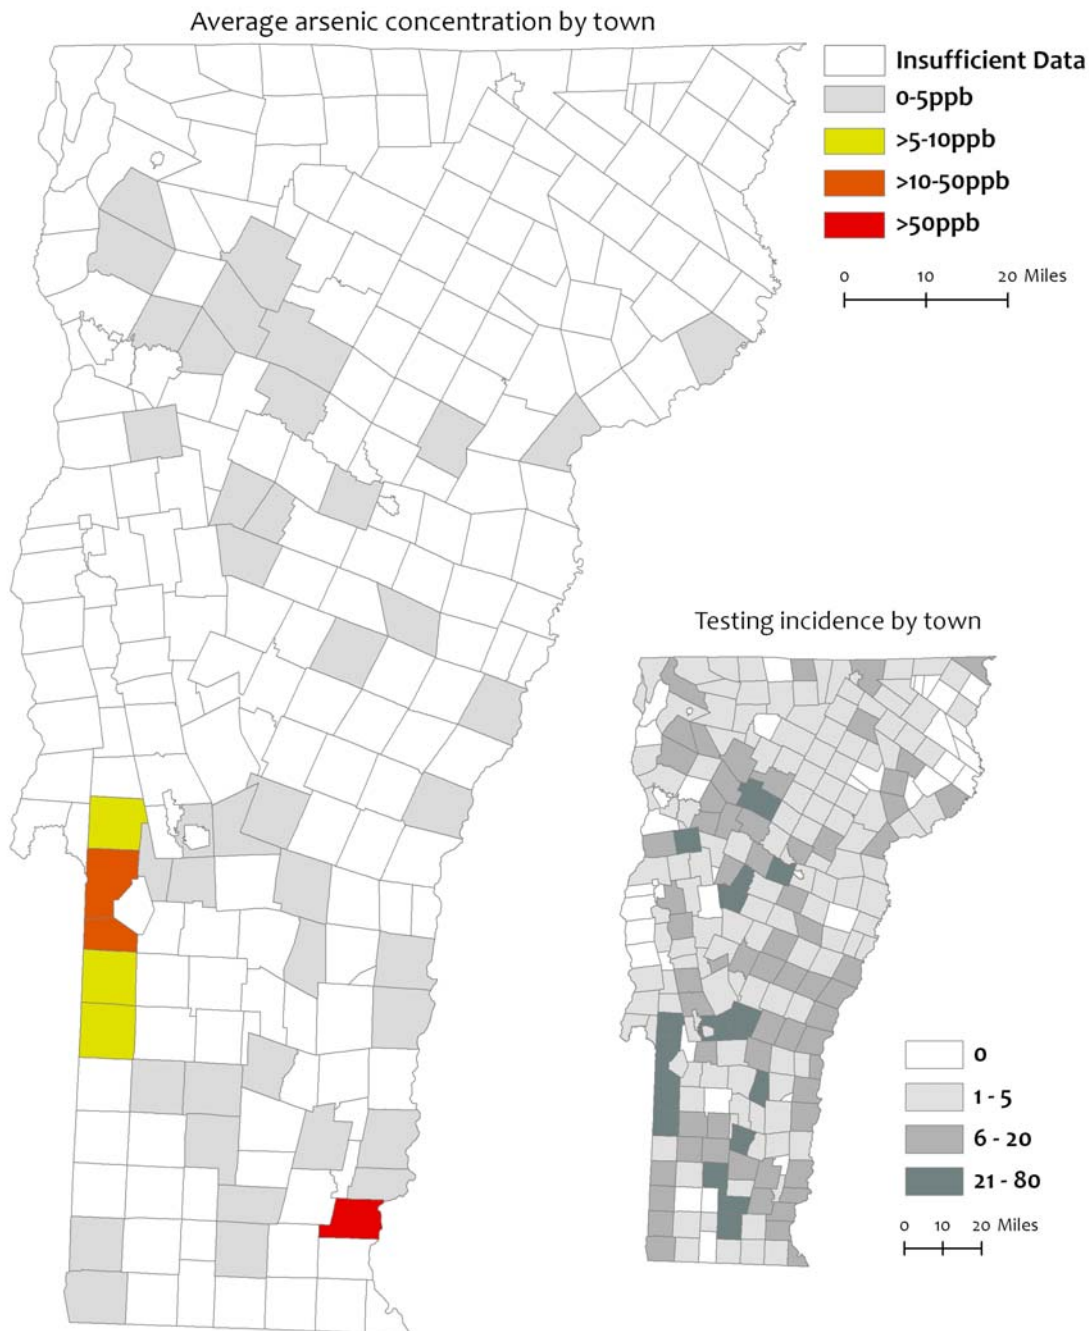 Average arsenic concentration by town
Insufficient Data
0-5ppb
>5-10ppb
>10-50ppb
>50ppb
0 10 20 Miles
Testing incidence by town
0
1 - 5
6 - 20
21 - 80
0 10 20 Miles